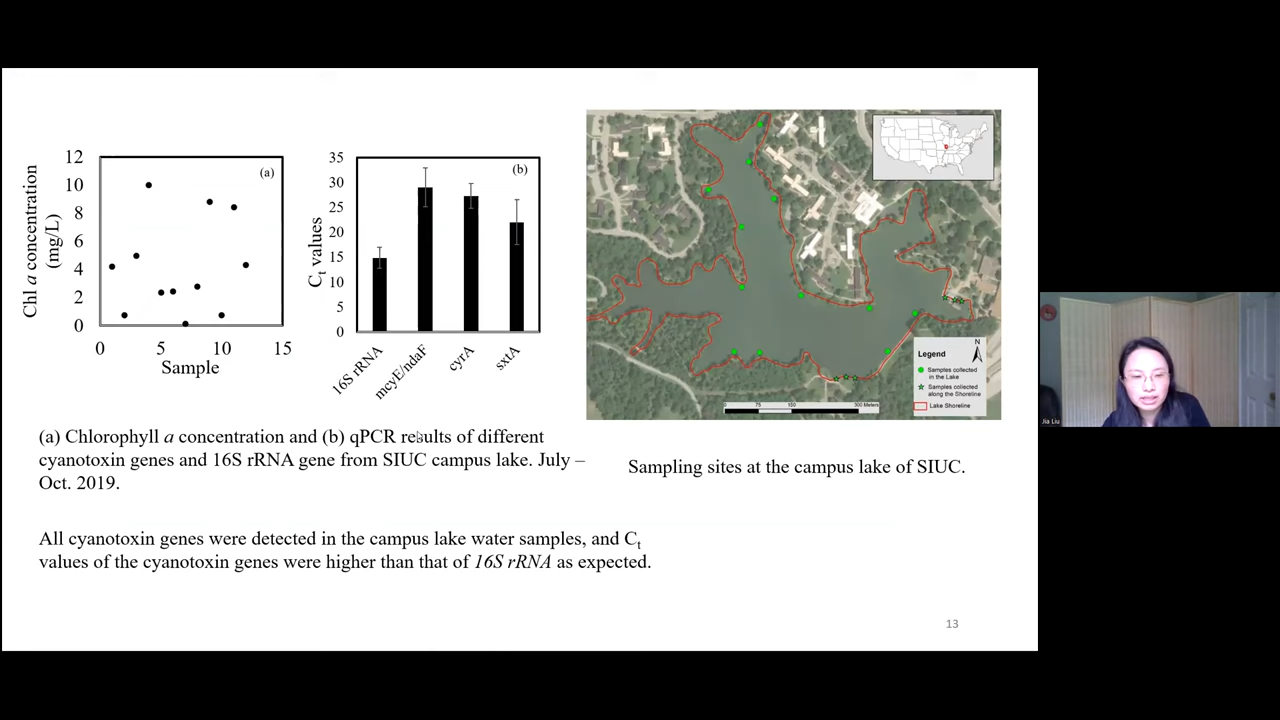 12
10
8
6
4
2
0
0
5
10
15
Chl a concentration
(mg/L)
Sample
(a)
35
30
25
20
15
10
5
0
Ct values
(b)
16S rRNA
mcyE/ndaF
cyrA
sxtA
Legend
N
Samples collected
in the Lake
Samples collected
along the Shoreline
Lake Shoreline
0 75 150 300 Meters
(a) Chlorophyll a concentration and (b) qPCR results of different
cyanotoxin genes and 16S rRNA gene from SIUC campus lake. July –
Oct. 2019.
Sampling sites at the campus lake of SIUC.
All cyanotoxin genes were detected in the campus lake water samples, and Ct
values of the cyanotoxin genes were higher than that of 16S rRNA as expected.
13
Jia Liu